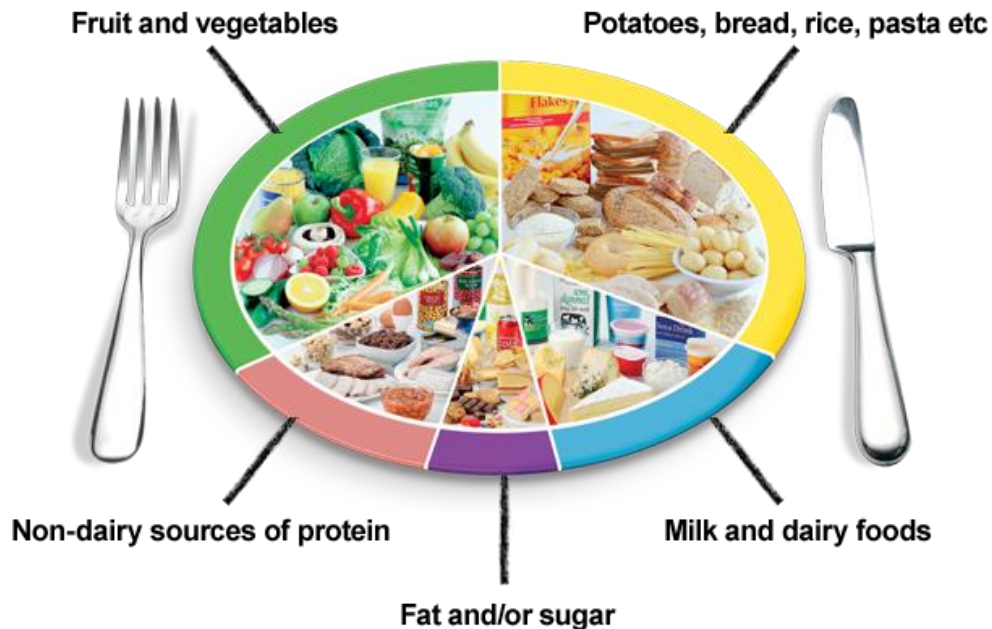 Fruit and vegetables
Potatoes, bread, rice, pasta etc
Flakes
Non-dairy sources of protein
Milk and dairy foods
Fat and/or sugar